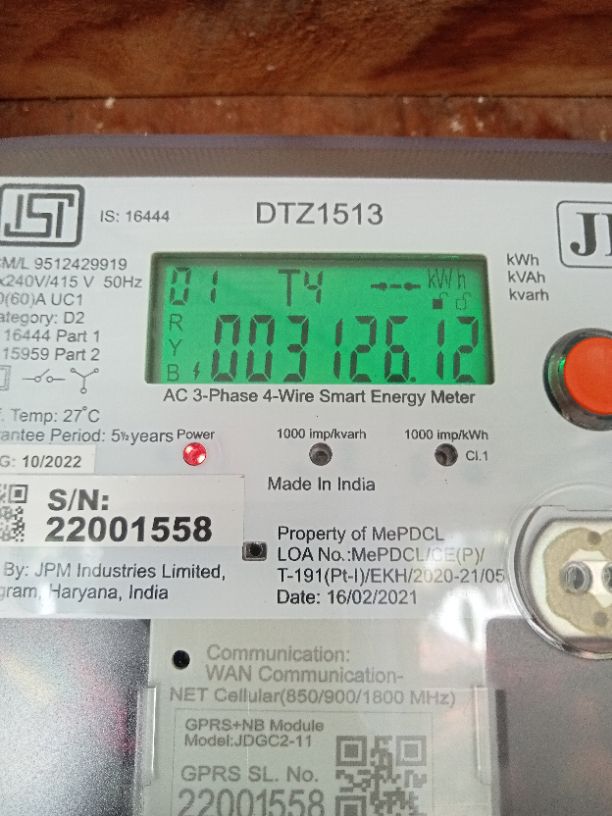 IS: 16444
DTZ1513
CM/L 9512429919
x240V/415 V 50Hz
0(60)A UC1
ategory: D2
16444 Part 1
15959 Part 2
01 T4 kWh
R
Y
B
003126.12
kWh
kVAh
kvarh
AC 3-Phase 4-Wire Smart Energy Meter
f. Temp: 27°C
rantee Period: 5½ years
Power
1000 imp/kvarh
1000 imp/kWh
Cl.1
G: 10/2022
Made In India
S/N:
22001558
Property of MePDCL
LOA No.:MePDCL/CE(P)/
T-191(Pt-I)/EKH/2020-21/05
Date: 16/02/2021
By: JPM Industries Limited,
gram, Haryana, India
Communication:
WAN Communication-
NET Cellular(850/900/1800 MHz)
GPRS+NB Module
Model:JDGC2-11
GPRS SL. No.
22001558